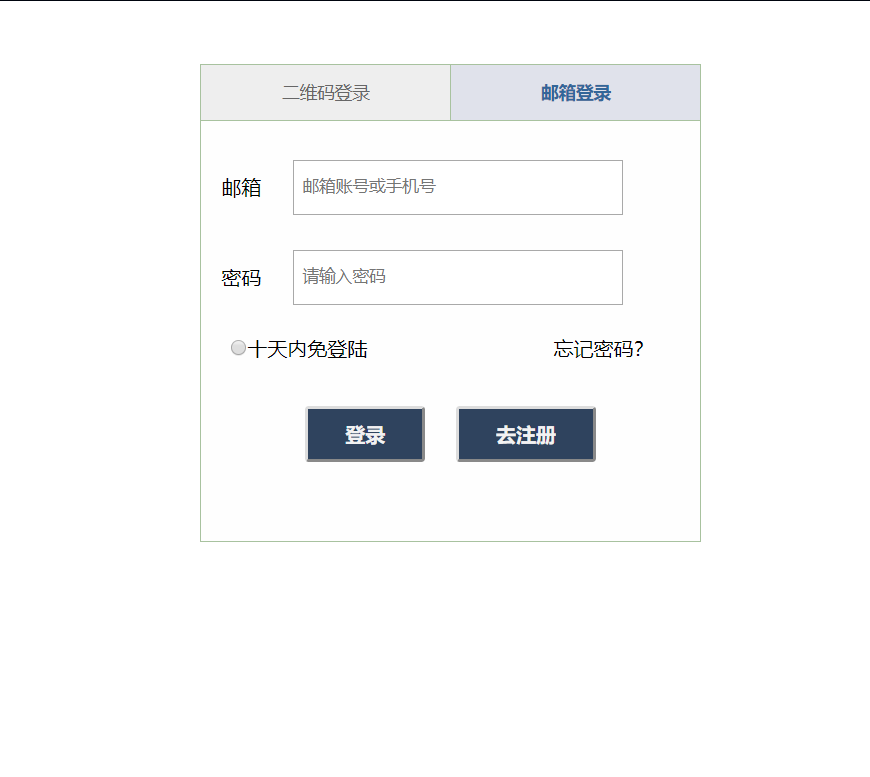 二维码登录 邮箱登录
邮箱 邮箱账号或手机号
密码 请输入密码
十天内免登陆 忘记密码?
登录 去注册